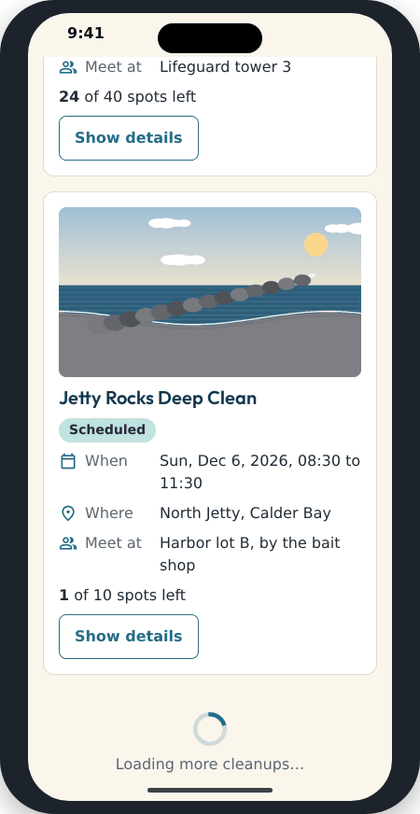 9:41
Meet at Lifeguard tower 3
24 of 40 spots left
Show details
Jetty Rocks Deep Clean
Scheduled
When Sun, Dec 6, 2026, 08:30 to
11:30
Where North Jetty, Calder Bay
Meet at Harbor lot B, by the bait
shop
1 of 10 spots left
Show details
Loading more cleanups…